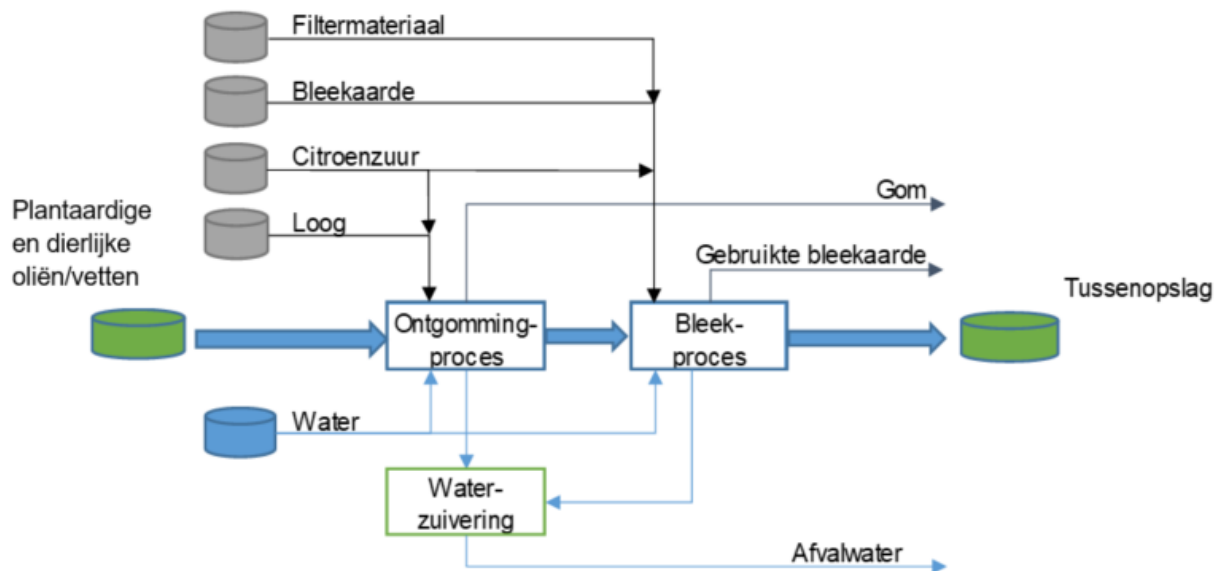 Filtermateriaal
Bleekaarde
Citroenzuur
Loog
Plantaardige
en dierlijke
oliën/vetten
Gom
Gebruikte bleekaarde
Tussenopslag
Ontgomming-
proces
Bleek-
proces
Water
Water-
zuivering
Afvalwater